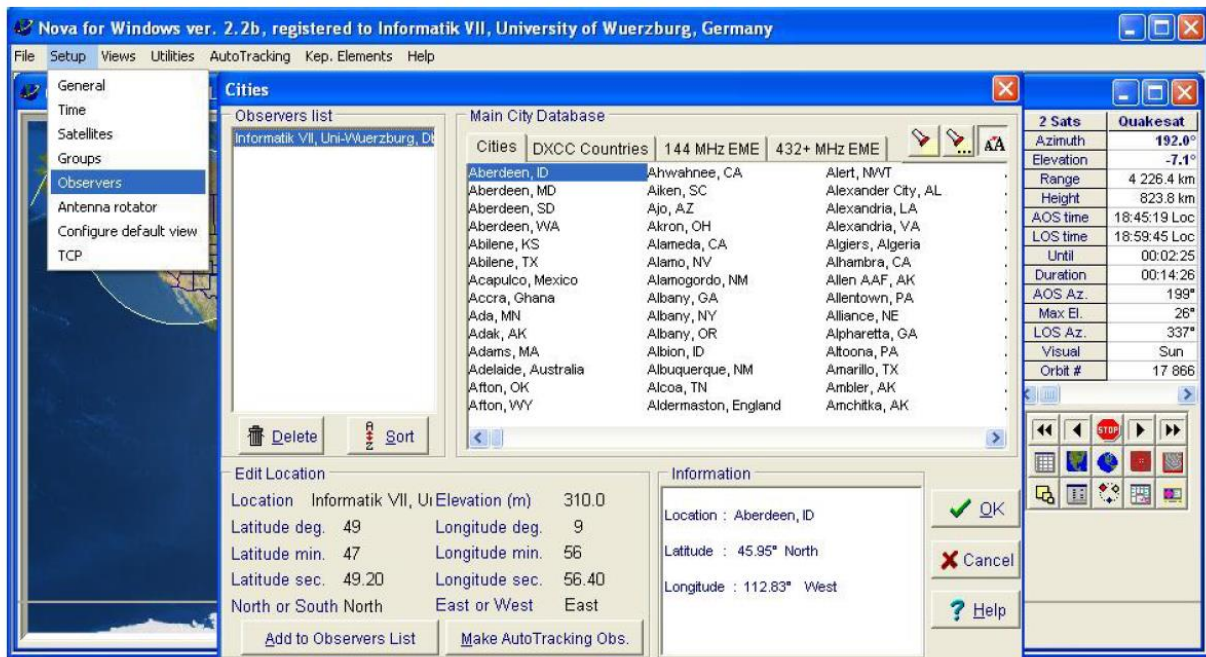 Nova for Windows ver. 2.2b, registered to Informatik VII, University of Wuerzburg, Germany
File Setup Views Utilities AutoTracking Kep. Elements Help
General
Time
Satellites
Groups
Observers
Antenna rotator
Configure default view
TCP
Cities
Observers list
Informatik VII, Uni-Wuerzburg,
Delete
Sort
Main City Database
Cities DXCC Countries 144 MHz EME 432+ MHz EME
Aberdeen, ID Ahwahnee, CA Alert, NWT
Aberdeen, MD Aiken, SC Alexander City, AL
Aberdeen, SD Ajo, AZ Alexandria, LA
Aberdeen, WA Akron, OH Alexandria, VA
Abilene, KS Alameda, CA Algiers, Algeria
Abilene, TX Alamo, NV Alhambra, CA
Acapulco, Mexico Alamogordo, NM Allen AAF, AK
Accra, Ghana Albany, GA Allentown, PA
Ada, MN Albany, NY Alliance, NE
Adak, AK Albany, OR Alpharetta, GA
Adams, MA Albion, ID Altoona, PA
Adelaide, Australia Albuquerque, NM Amarillo, TX
Afton, OK Alcoa, TN Ambler, AK
Afton, WY Aldermaston, England Amchitka, AK
Edit Location
Location Informatik VII, Elevation (m) 310.0
Latitude deg. 49 Longitude deg. 9
Latitude min. 47 Longitude min. 56
Latitude sec. 49.20 Longitude sec. 56.40
North or South North East or West East
Add to Observers List Make AutoTracking Obs.
Information
Location : Aberdeen, ID
Latitude : 45.95° North
Longitude : 112.83° West
OK
Cancel
Help
2 Sats Quakesat
Azimuth 192.0°
Elevation -7.1°
Range 4 226.4 km
Height 823.8 km
AOS time 18:45:19 Loc
LOS time 18:59:45 Loc
Until 00:02:25
Duration 00:14:26
AOS Az. 199°
Max El. 26°
LOS Az. 337°
Visual Sun
Orbit # 17 866
STOP